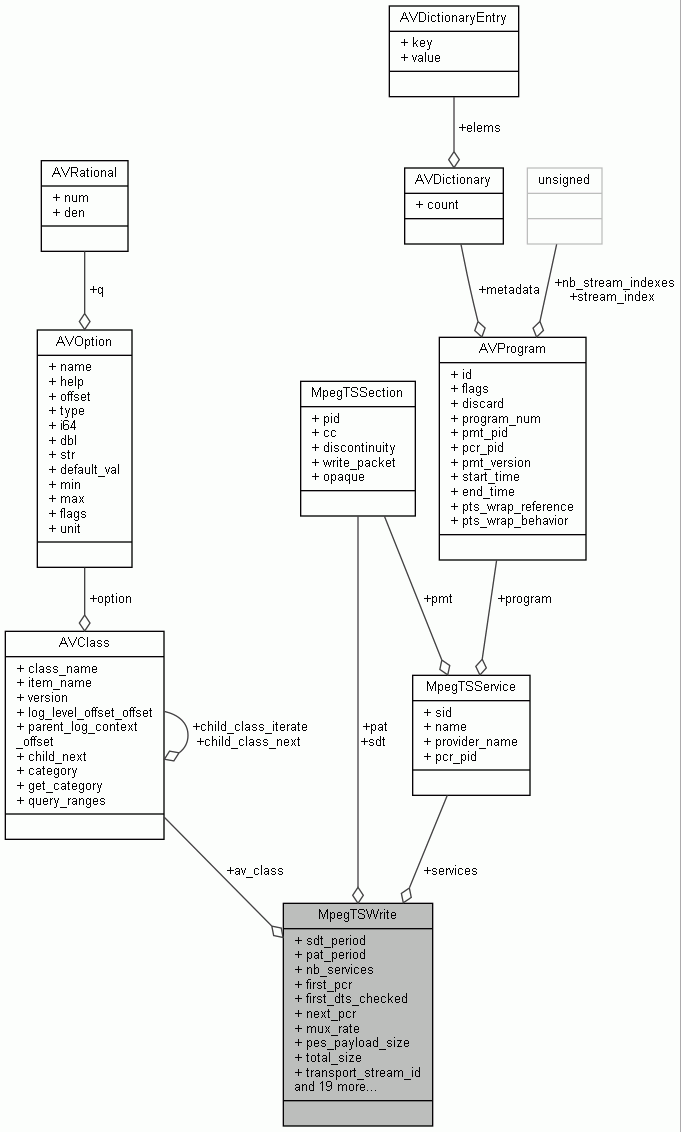 AVDictionaryEntry
+ key
+ value
+elems
AVRational
+ num
+ den
AVDictionary
+ count
unsigned
+q
+metadata
+nb_stream_indexes
+stream_index
AVOption
+ name
+ help
+ offset
+ type
+ i64
+ dbl
+ str
+ default_val
+ min
+ max
+ flags
+ unit
MpegTSSection
+ pid
+ cc
+ discontinuity
+ write_packet
+ opaque
AVProgram
+ id
+ flags
+ discard
+ program_num
+ pmt_pid
+ pcr_pid
+ pmt_version
+ start_time
+ end_time
+ pts_wrap_reference
+ pts_wrap_behavior
+option
+pmt
+program
AVClass
+ class_name
+ item_name
+ version
+ log_level_offset_offset
+ parent_log_context
_offset
+ child_next
+ category
+ get_category
+ query_ranges
+child_class_iterate
+child_class_next
+pat
+sdt
MpegTSService
+ sid
+ name
+ provider_name
+ pcr_pid
+av_class
+services
MpegTSWrite
+ sdt_period
+ pat_period
+ nb_services
+ first_pcr
+ first_dts_checked
+ next_pcr
+ mux_rate
+ pes_payload_size
+ total_size
+ transport_stream_id
and 19 more...